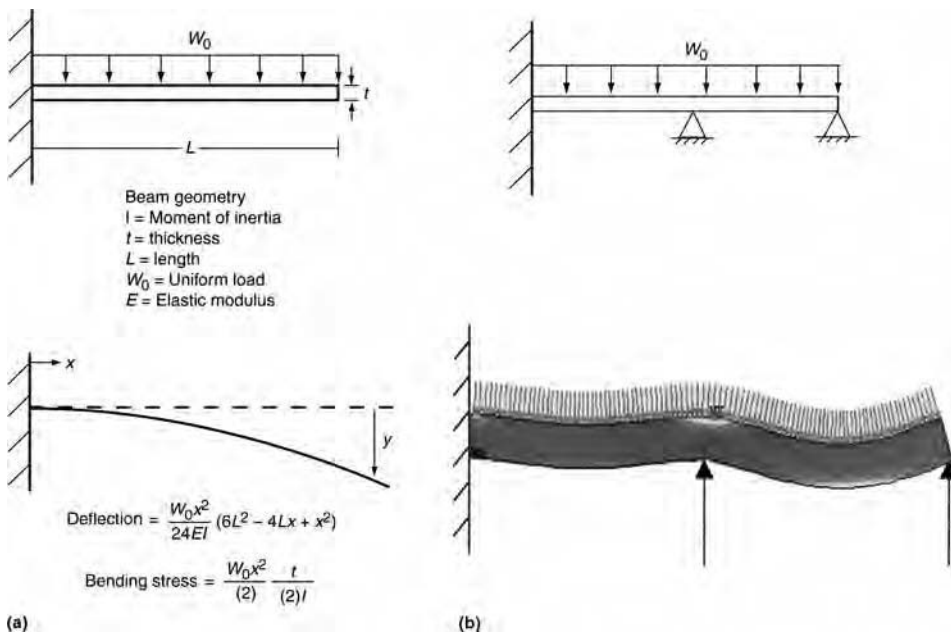 W₀
t
L
Beam geometry
I = Moment of inertia
t = thickness
L = length
W₀ = Uniform load
E = Elastic modulus
x
y
Deflection = W₀x²/24EI (6L² – 4Lx + x²)
Bending stress = W₀x²/(2) t/(2)I
(a)
W₀
(b)